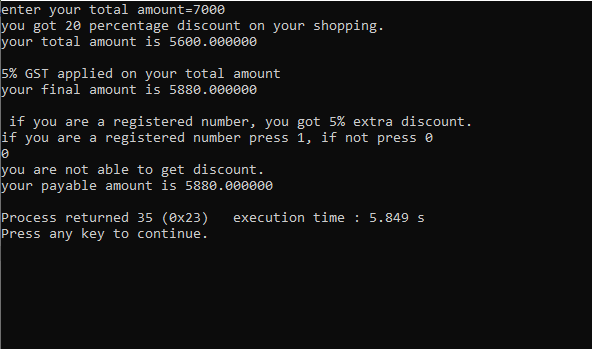 enter your total amount=7000
you got 20 percentage discount on your shopping.
your total amount is 5600.000000
5% GST applied on your total amount
your final amount is 5880.000000
if you are a registered number, you got 5% extra discount.
if you are a registered number press 1, if not press 0
0
you are not able to get discount.
your payable amount is 5880.000000
Process returned 35 (0x23)   execution time : 5.849 s
Press any key to continue.